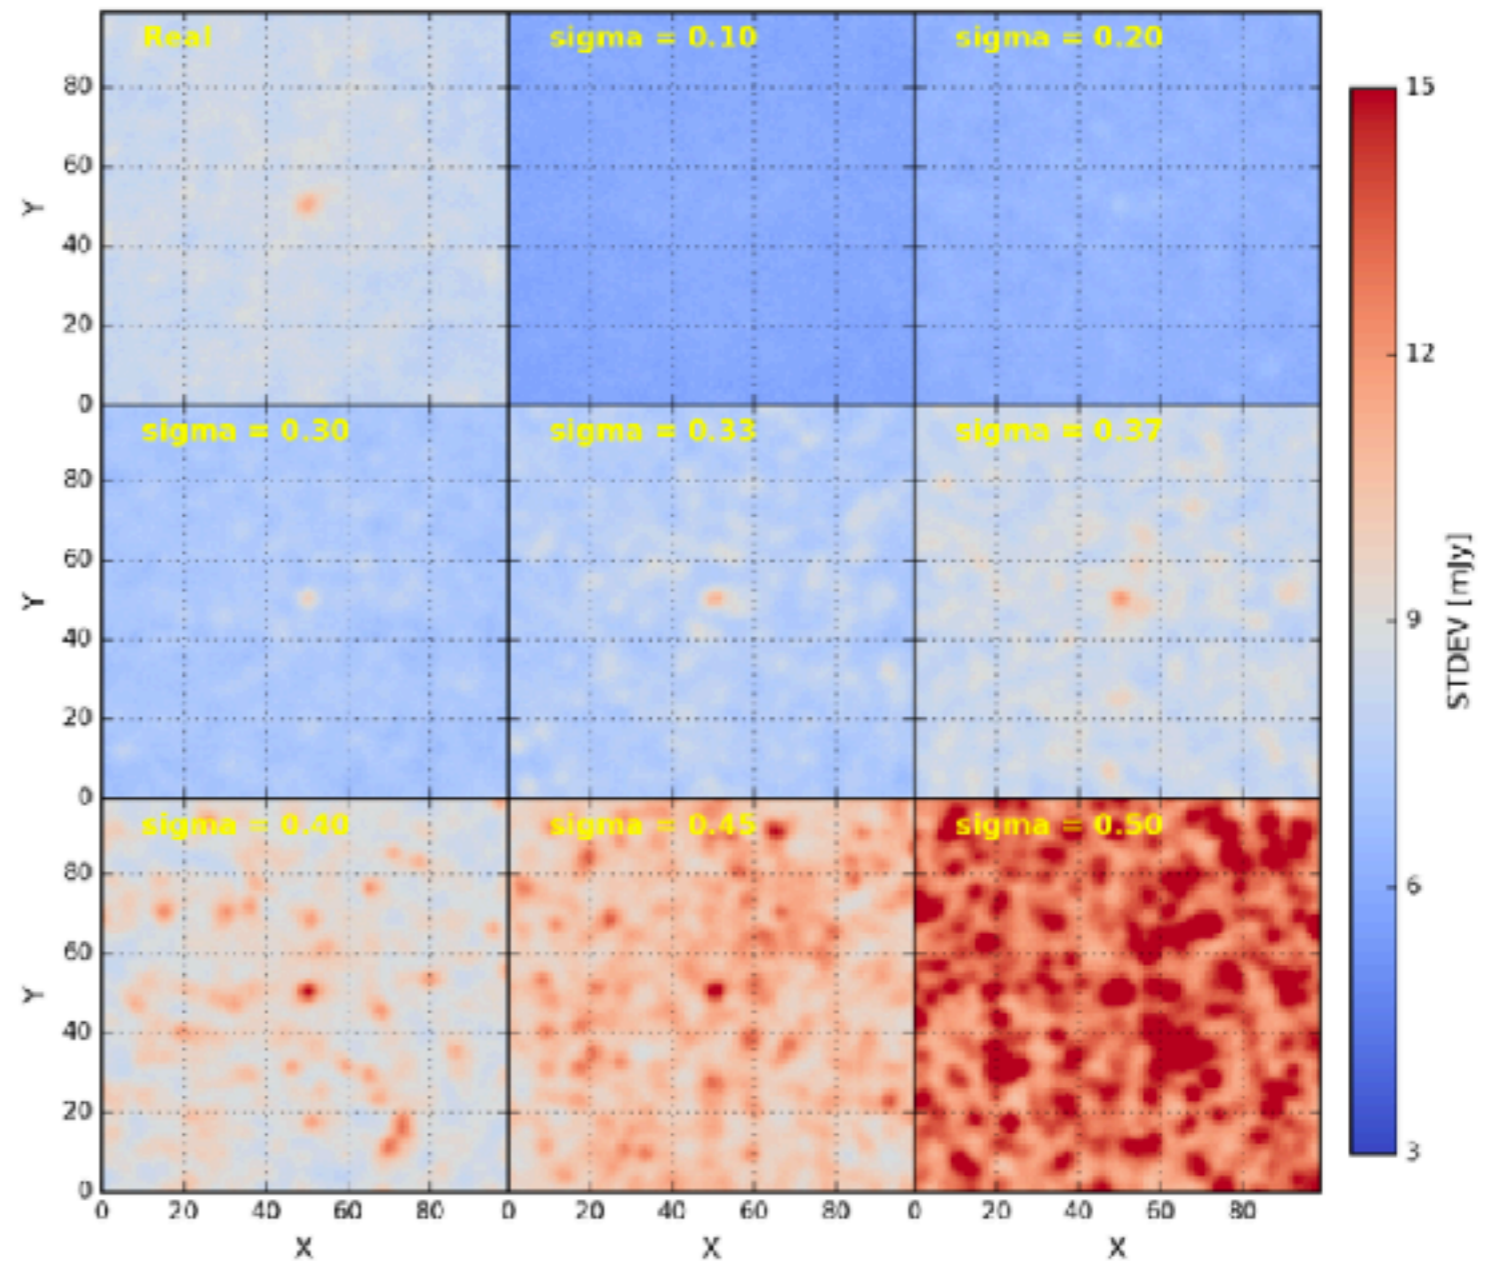 Real
sigma = 0.10
sigma = 0.20
15
80
60
Y
40
20
0
12
sigma = 0.30
sigma = 0.33
sigma = 0.37
80
60
Y
40
20
0
9
STDEV [mJy]
6
sigma = 0.40
sigma = 0.45
sigma = 0.50
80
60
Y
40
20
0
3
0 20 40 60 80 0 20 40 60 80 0 20 40 60 80
X X X